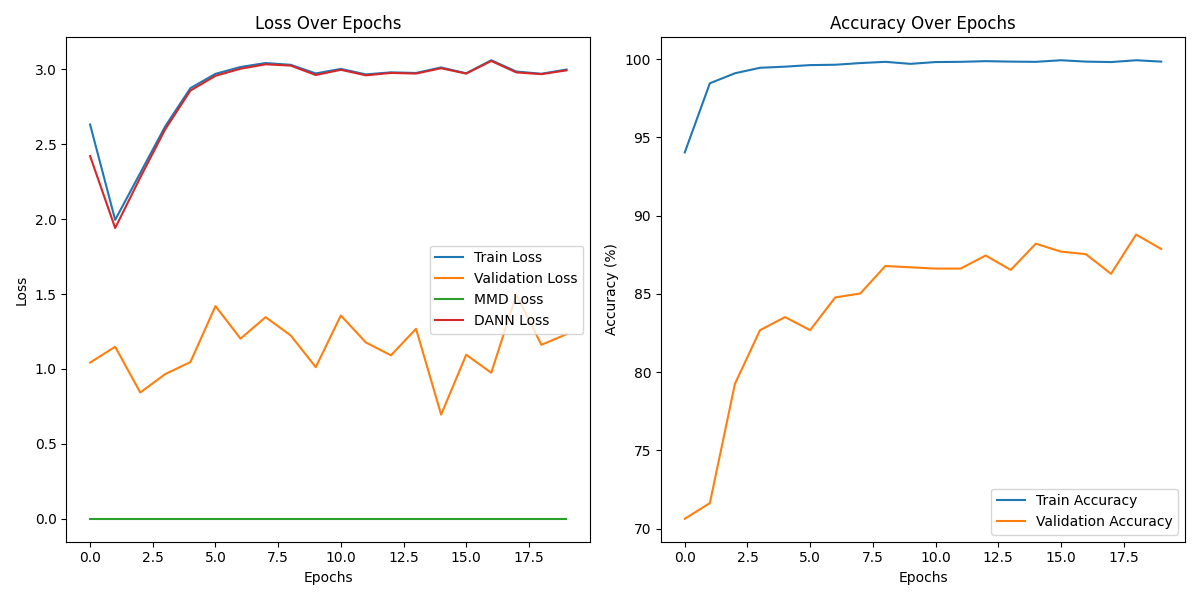 Loss Over Epochs
Loss
3.0
2.5
2.0
1.5
1.0
0.5
0.0
Train Loss
Validation Loss
MMD Loss
DANN Loss
0.0 2.5 5.0 7.5 10.0 12.5 15.0 17.5
Epochs
Accuracy Over Epochs
Accuracy (%)
100
95
90
85
80
75
70
Train Accuracy
Validation Accuracy
0.0 2.5 5.0 7.5 10.0 12.5 15.0 17.5
Epochs